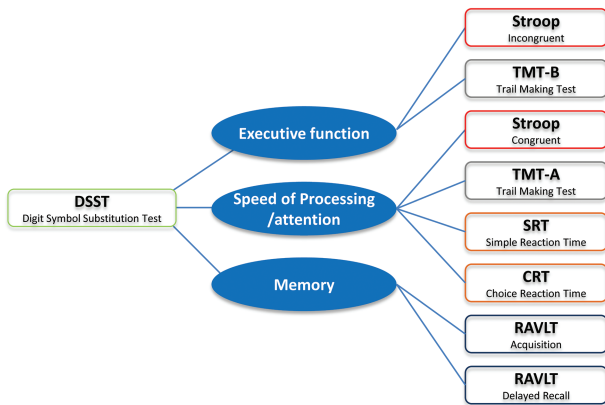 Stroop
Incongruent
TMT-B
Trail Making Test
Executive function
Stroop
Congruent
TMT-A
Trail Making Test
DSST
Digit Symbol Substitution Test
Speed of Processing
/attention
SRT
Simple Reaction Time
Memory
CRT
Choice Reaction Time
RAVLT
Acquisition
RAVLT
Delayed Recall